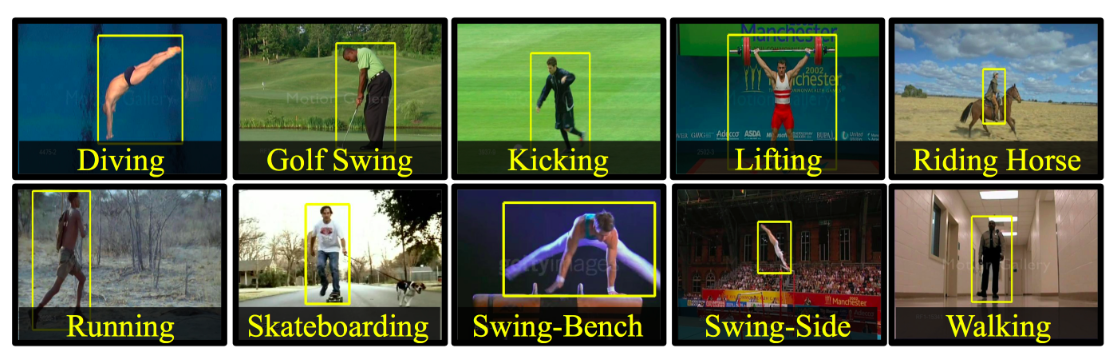 Diving
Golf Swing
Kicking
Manchester
2002
Manchester
Adecco ASDA
Lifting
Riding Horse
Running
Skateboarding
gettyimages
Swing-Bench
Manchester
Swing-Side
Walking